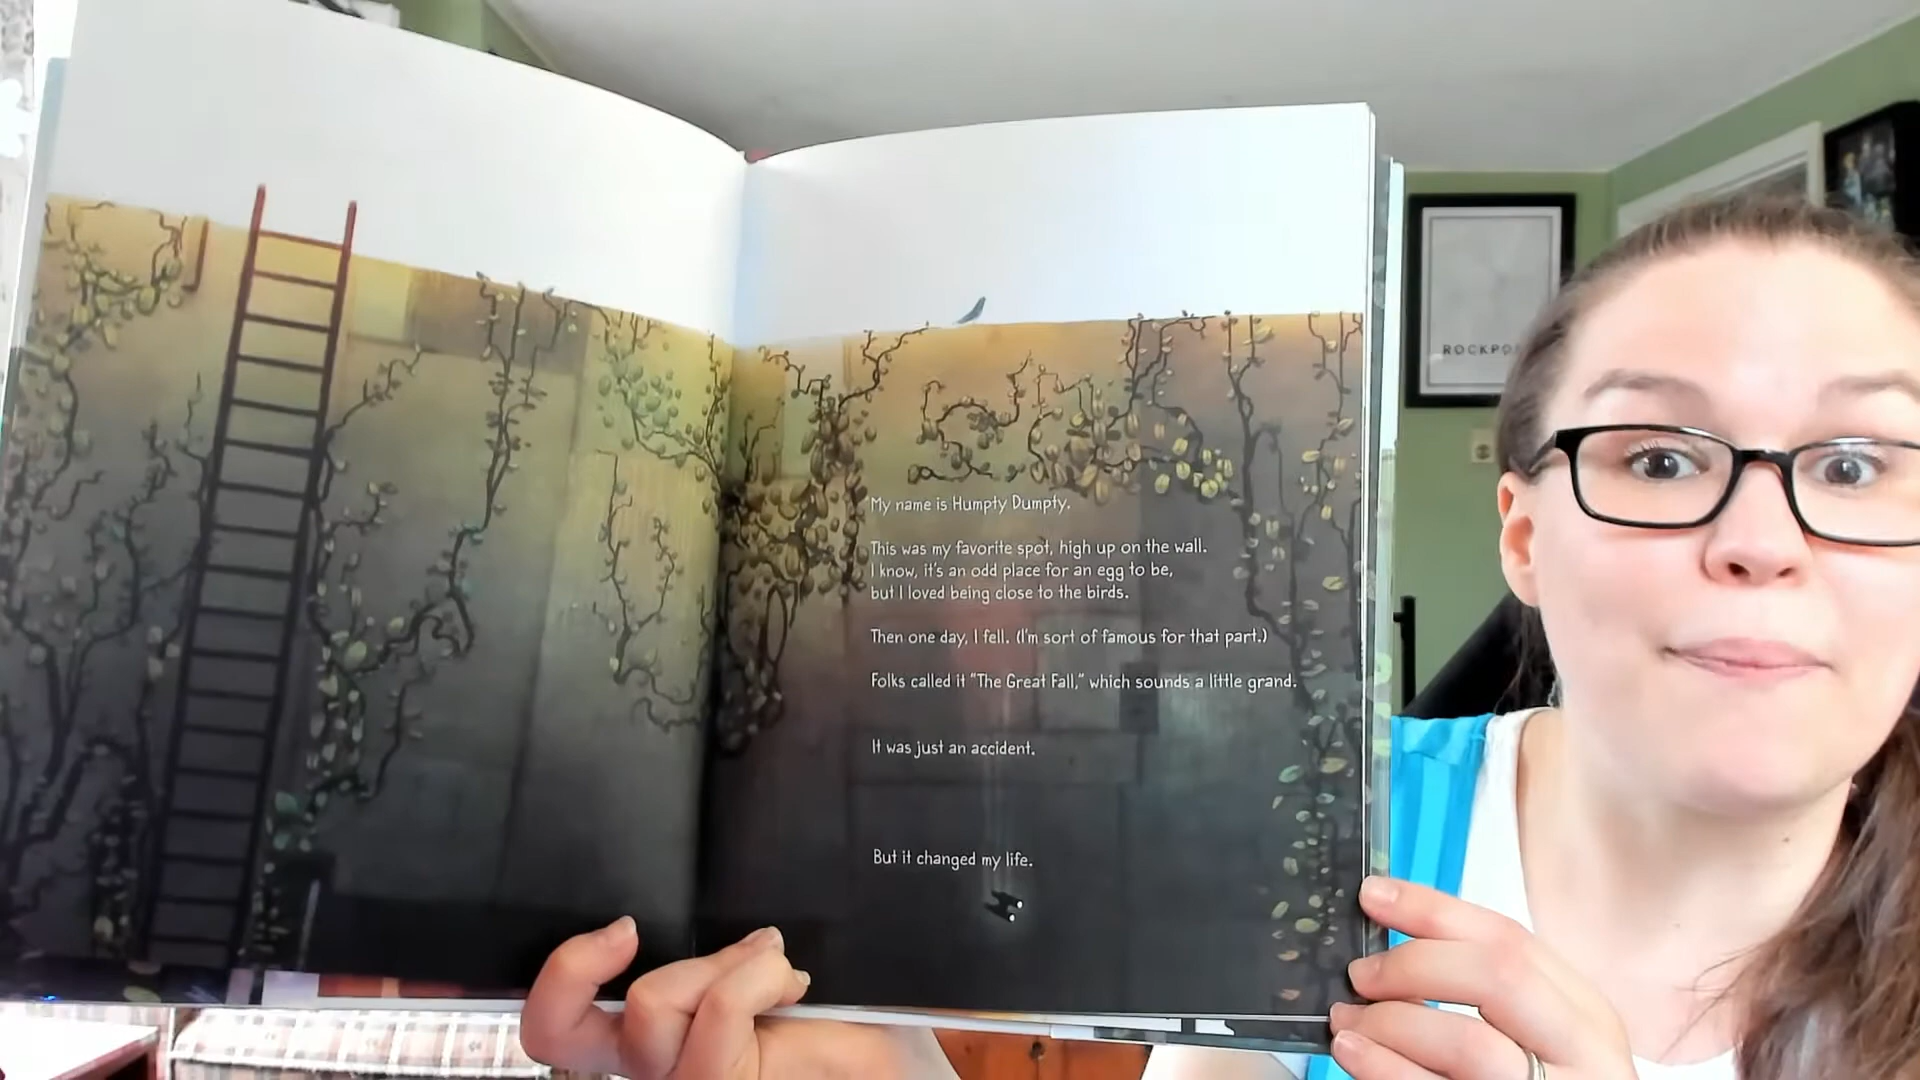 My name is Humpty Dumpty.
This was my favorite spot, high up on the wall.
I know, it's an odd place for an egg to be,
but I loved being close to the birds.
Then one day, I fell. (I'm sort of famous for that part.)
Folks called it "The Great Fall," which sounds a little grand.
It was just an accident.
But it changed my life.